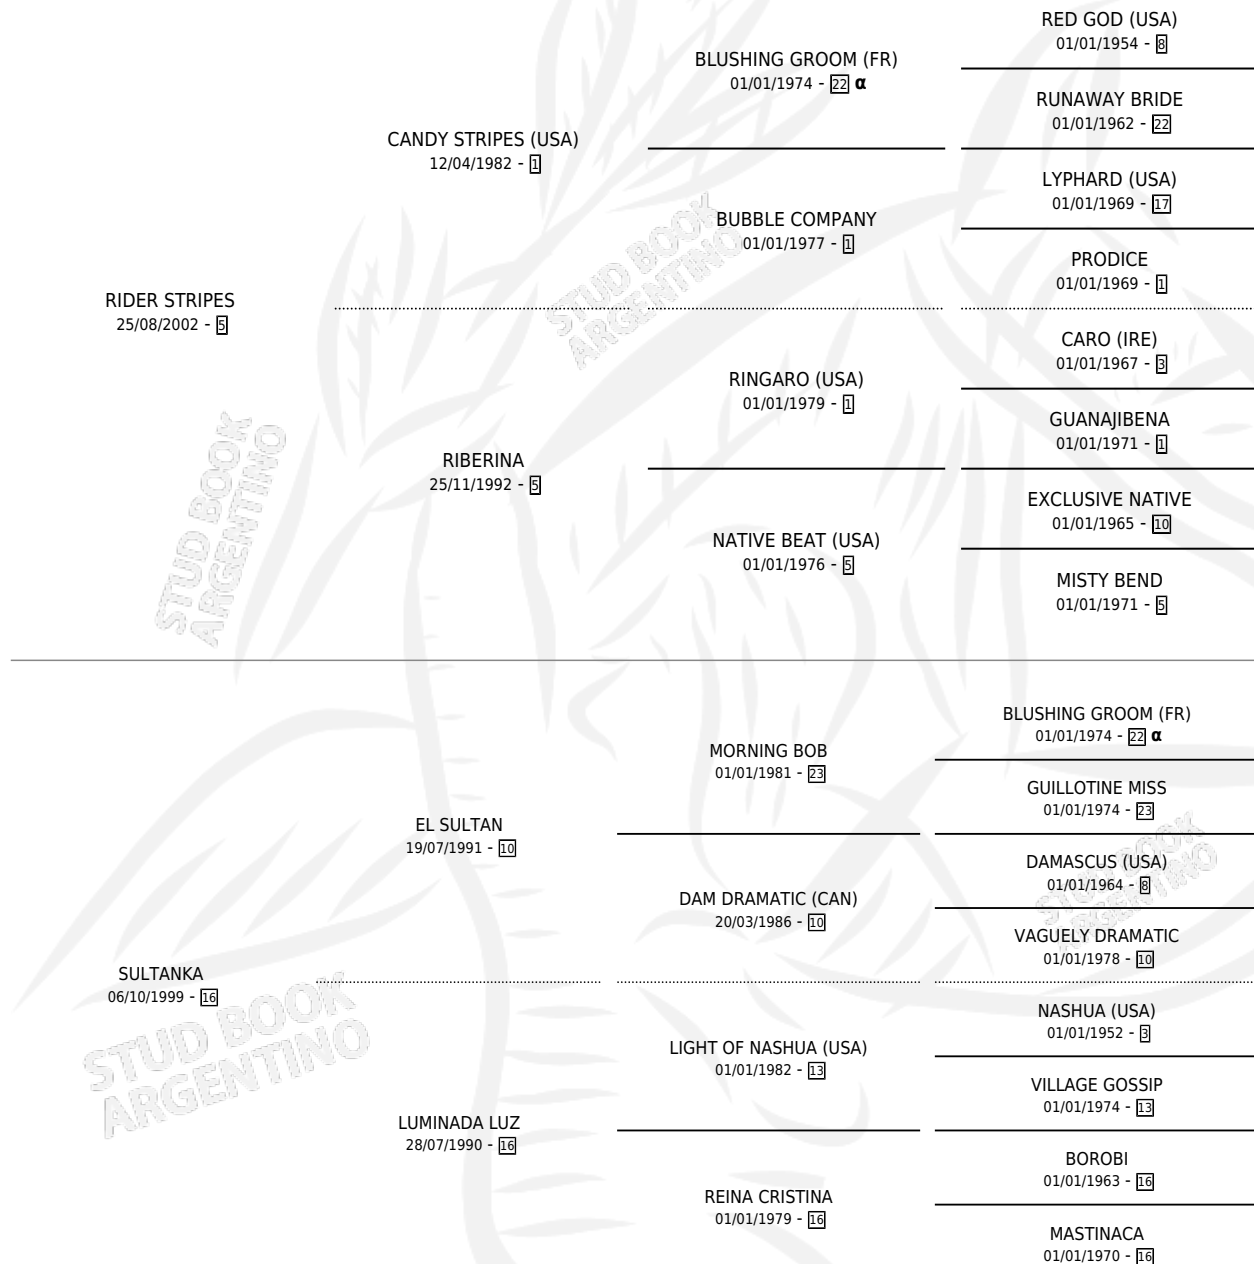 RED GOD (USA)
01/01/1954 - 8
BLUSHING GROOM (FR)
01/01/1974 - 22 α
RUNAWAY BRIDE
01/01/1962 - 22
CANDY STRIPES (USA)
12/04/1982 - 1
LYPHARD (USA)
01/01/1969 - 17
BUBBLE COMPANY
01/01/1977 - 1
PRODICE
01/01/1969 - 1
RIDER STRIPES
25/08/2002 - 5
STUD BOOK
ARGENTINO
CARO (IRE)
01/01/1967 - 3
RINGARO (USA)
01/01/1979 - 1
GUANAJIBENA
01/01/1971 - 1
RIBERINA
25/11/1992 - 5
STUD BOOK
ARGENTINO
EXCLUSIVE NATIVE
01/01/1965 - 10
NATIVE BEAT (USA)
01/01/1976 - 5
MISTY BEND
01/01/1971 - 5
BLUSHING GROOM (FR)
01/01/1974 - 22 α
MORNING BOB
01/01/1981 - 23
GUILLOTINE MISS
01/01/1974 - 23
EL SULTAN
19/07/1991 - 10
DAMASCUS (USA)
01/01/1964 - 8
STUD BOOK
ARGENTINO
DAM DRAMATIC (CAN)
20/03/1986 - 10
VAGUELY DRAMATIC
01/01/1978 - 10
SULTANKA
06/10/1999 - 16
STUD BOOK
ARGENTINO
NASHUA (USA)
01/01/1952 - 3
LIGHT OF NASHUA (USA)
01/01/1982 - 13
VILLAGE GOSSIP
01/01/1974 - 13
LUMINADA LUZ
28/07/1990 - 16
BOROBI
01/01/1963 - 16
REINA CRISTINA
01/01/1979 - 16
MASTINACA
01/01/1970 - 16